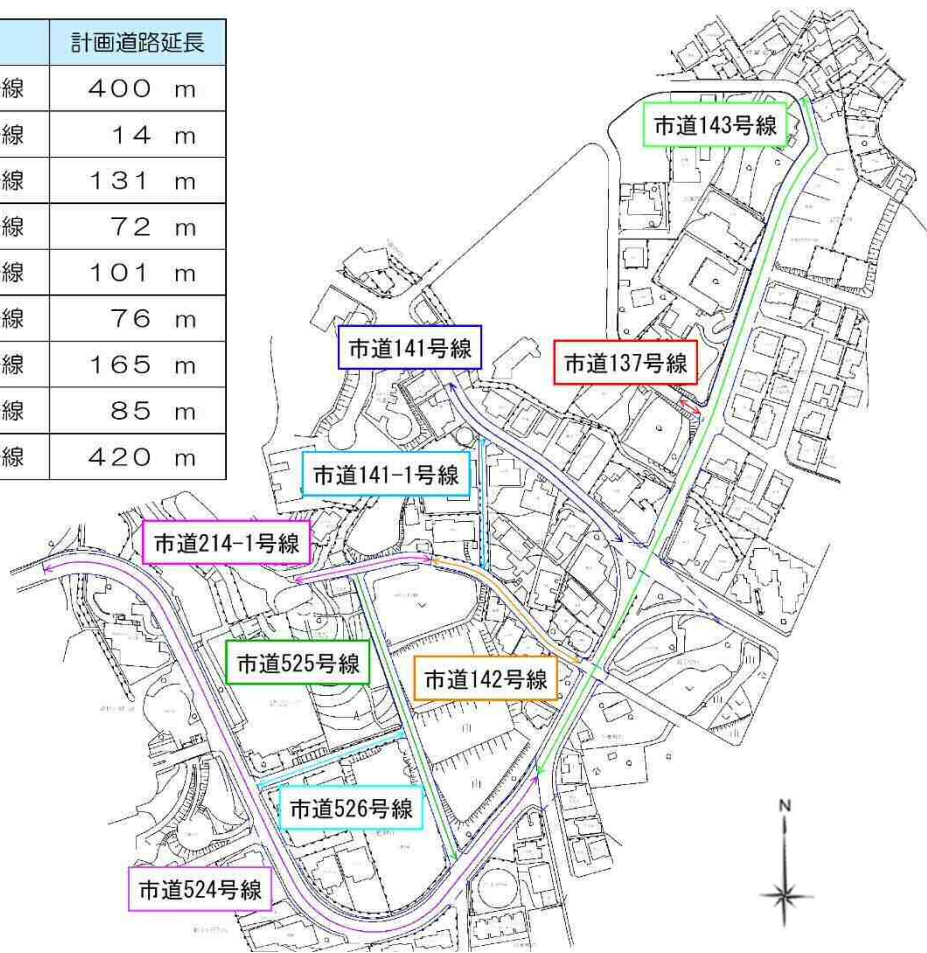 計画道路延長
号線 400 m
線 14 m
線 131 m
線 72 m
線 101 m
線 76 m
線 165 m
線 85 m
線 420 m
市道143号線
市道141号線
市道137号線
市道141-1号線
市道214-1号線
市道525号線
市道142号線
市道526号線
市道524号線
N